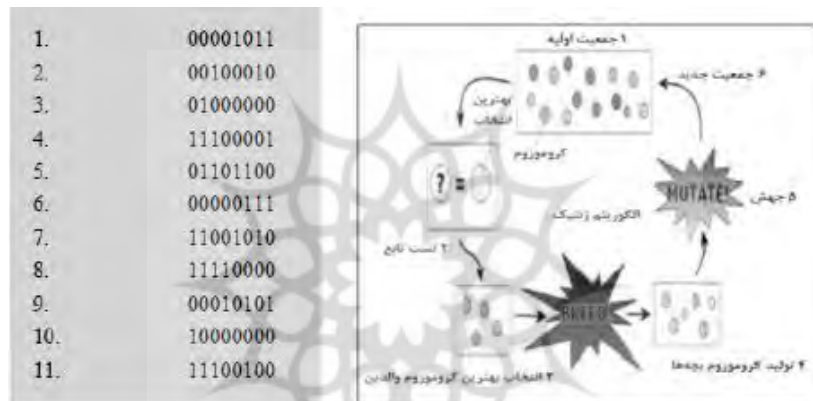 1. 00001011
2. 00100010
3. 01000000
4. 11100001
5. 01101100
6. 00000111
7. 11001010
8. 11110000
9. 00010101
10. 10000000
11. 11100100
۱ جمعیت اولیه
۶ جمعیت جدید
بهترین
انتخاب
کروموزوم
? =
MUTATE!
۵ جهش
الگوریتم ژنتیک
۲ تست تابع
BREED
۴ تولید کروموزوم بچه‌ها
۳ انتخاب بهترین کروموزوم والدین